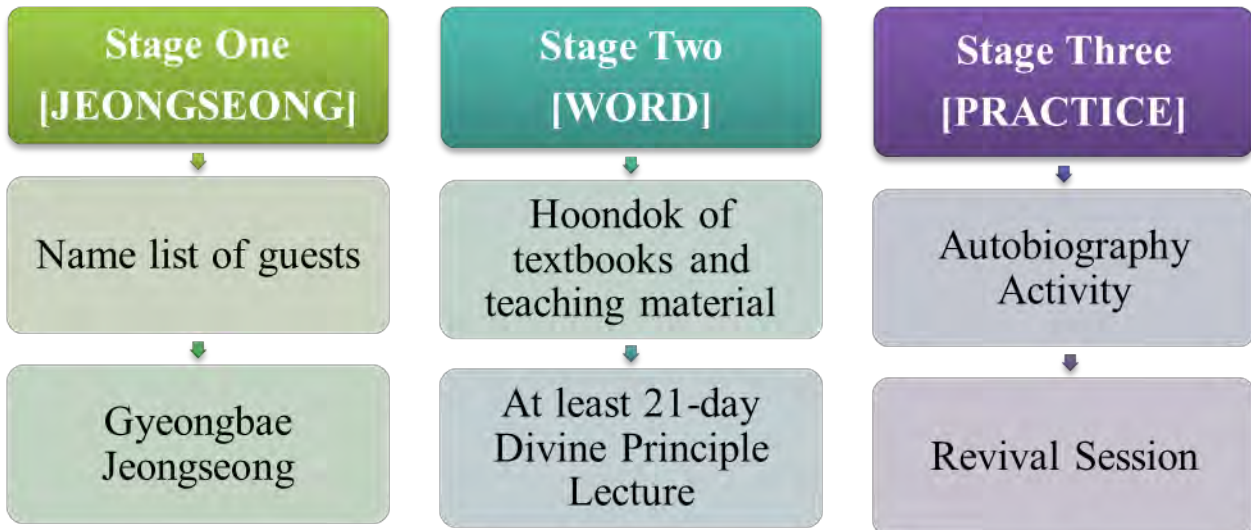 Stage One
[JEONGSEONG]
Name list of guests
Gyeongbae
Jeongseong
Stage Two
[WORD]
Hoondok of
textbooks and
teaching material
At least 21-day
Divine Principle
Lecture
Stage Three
[PRACTICE]
Autobiography
Activity
Revival Session